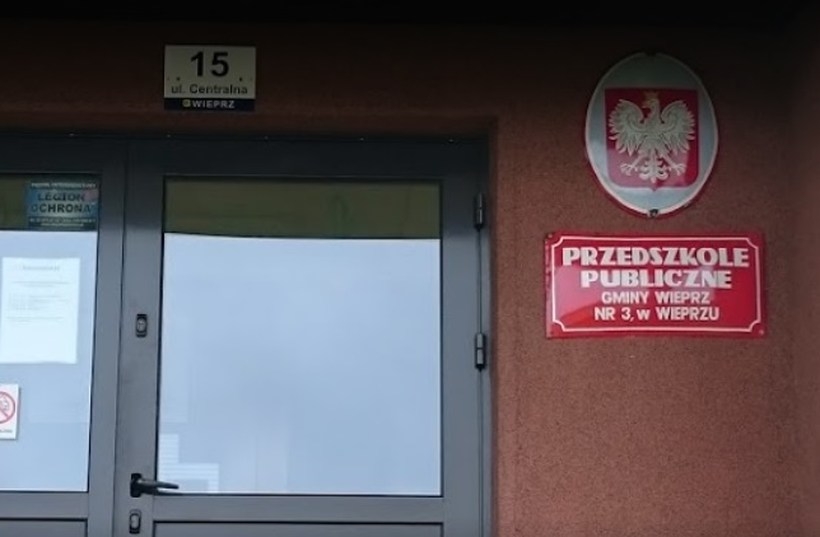 15
ul. Centralna
WIEPRZ
LEGION
OCHRONA
PRZEDSZKOLE
PUBLICZNE
GMINY WIEPRZ
NR 3, w WIEPRZU